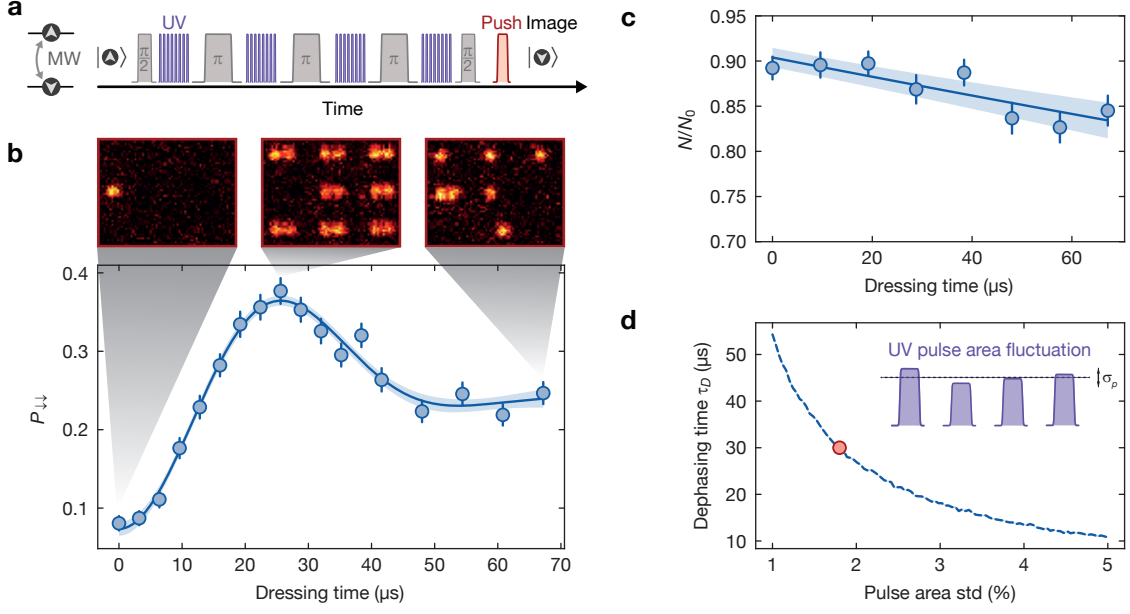 a
UV
Push Image
MW
|▲⟩
π/2
π
π
π
π/2
|▼⟩
Time
b
0.4
0.3
0.2
0.1
P↓↓
0 10 20 30 40 50 60 70
Dressing time (μs)
c
0.90
0.85
0.80
0.75
0.70
N/N₀
0 20 40 60
Dressing time (μs)
d
UV pulse area fluctuation
σₚ
50
40
30
20
10
Dephasing time τ_D (μs)
1 2 3 4 5
Pulse area std (%)